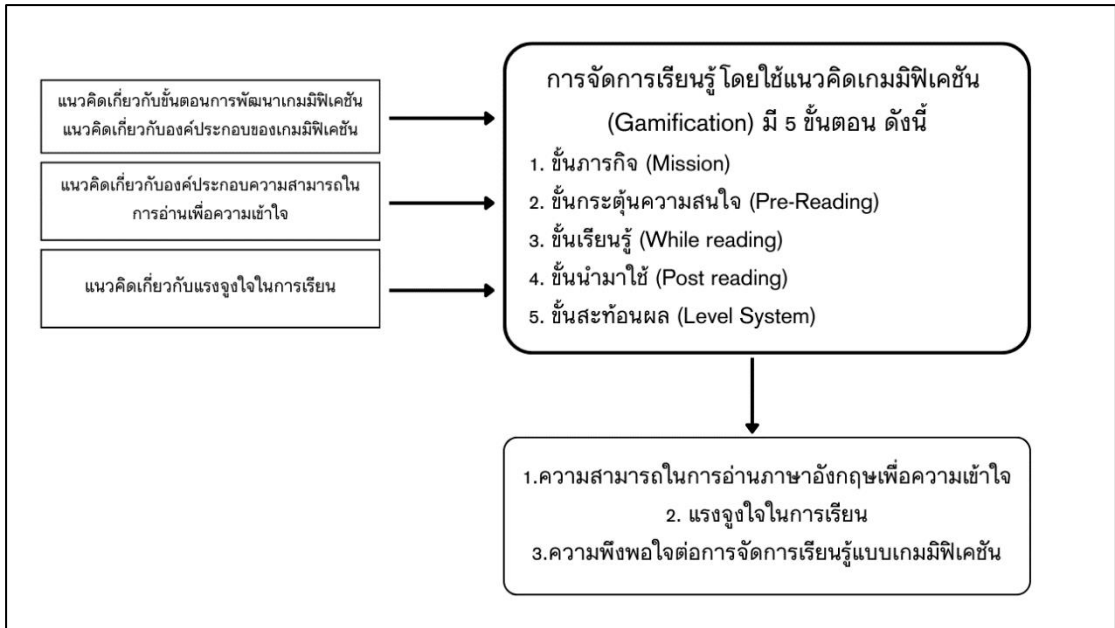 แนวคิดเกี่ยวกับขั้นตอนการพัฒนาเกมมิฟิเคชัน
แนวคิดเกี่ยวกับองค์ประกอบของเกมมิฟิเคชัน
แนวคิดเกี่ยวกับองค์ประกอบความสามารถใน
การอ่านเพื่อความเข้าใจ
แนวคิดเกี่ยวกับแรงจูงใจในการเรียน
การจัดการเรียนรู้ โดยใช้แนวคิดเกมมิฟิเคชัน
(Gamification) มี 5 ขั้นตอน ดังนี้
1. ขั้นภารกิจ (Mission)
2. ขั้นกระตุ้นความสนใจ (Pre-Reading)
3. ขั้นเรียนรู้ (While reading)
4. ขั้นนำมาใช้ (Post reading)
5. ขั้นสะท้อนผล (Level System)
1.ความสามารถในการอ่านภาษาอังกฤษเพื่อความเข้าใจ
2. แรงจูงใจในการเรียน
3.ความพึงพอใจต่อการจัดการเรียนรู้แบบเกมมิฟิเคชัน